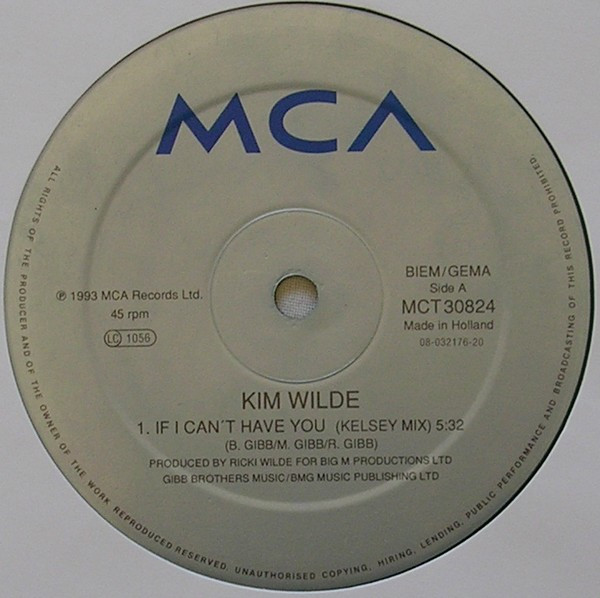 MCA
℗ 1993 MCA Records Ltd.
45 rpm
LC 1056
BIEM/GEMA
Side A
MCT30824
Made in Holland
08-032176-20
KIM WILDE
1. IF I CAN´T HAVE YOU (KELSEY MIX) 5:32
(B. GIBB/M. GIBB/R. GIBB)
PRODUCED BY RICKI WILDE FOR BIG M PRODUCTIONS LTD
GIBB BROTHERS MUSIC/BMG MUSIC PUBLISHING LTD
ALL RIGHTS OF THE PRODUCER AND OF THE OWNER OF THE WORK REPRODUCED RESERVED. UNAUTHORISED COPYING, HIRING, LENDING, PUBLIC PERFORMANCE AND BROADCASTING OF THIS RECORD PROHIBITED.